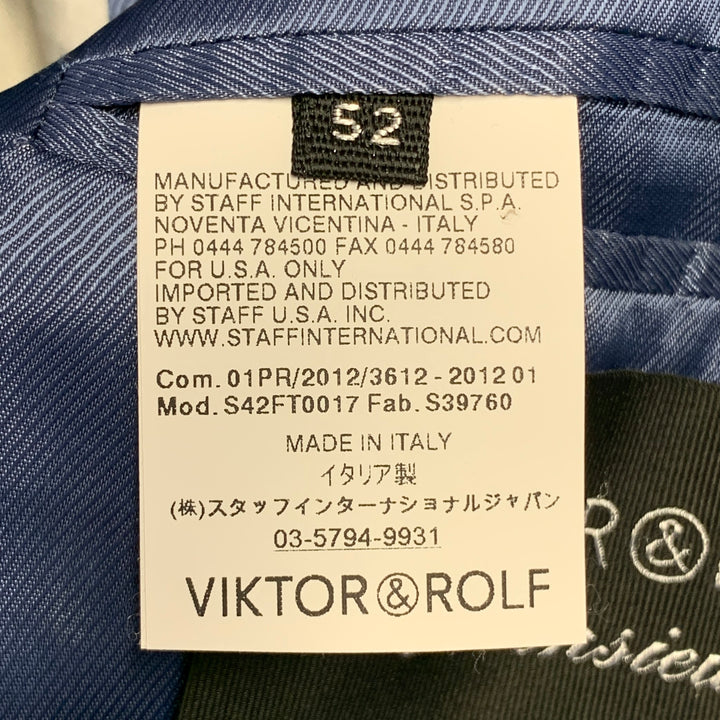 52
MANUFACTURED AND DISTRIBUTED
BY STAFF INTERNATIONAL S.P.A.
NOVENTA VICENTINA - ITALY
PH 0444 784500 FAX 0444 784580
FOR U.S.A. ONLY
IMPORTED AND DISTRIBUTED
BY STAFF U.S.A. INC.
WWW.STAFFINTERNATIONAL.COM
Com. 01PR/2012/3612 - 2012 01
Mod. S42FT0017 Fab. S39760
MADE IN ITALY
イタリア製
(株)スタッフインターナショナルジャパン
03-5794-9931
VIKTOR&ROLF
R &